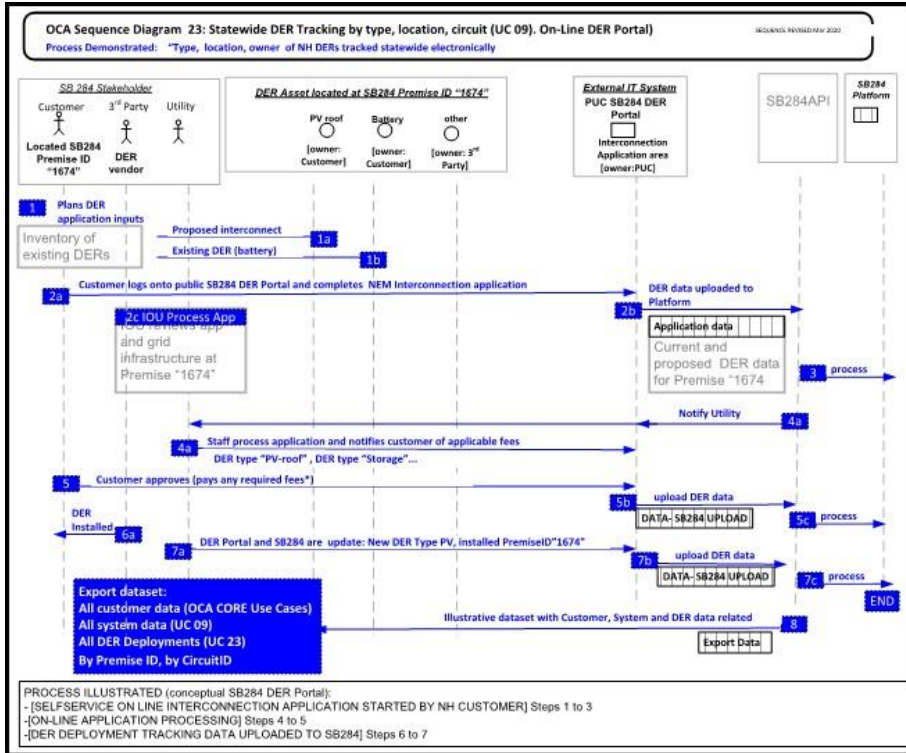 OCA Sequence Diagram 23: Statewide DER Tracking by type, location, circuit (UC 09). On-Line DER Portal)
SEQUENCE REVISED Mar 2020
Process Demonstrated: "Type, location, owner of NH DERs tracked statewide electronically
SB 284 Stakeholder
Customer
3rd Party
Utility
Located SB284
Premise ID
"1674"
DER
vendor
DER Asset located at SB284 Premise ID "1674"
PV roof
Battery
other
[owner:
Customer]
[owner:
Customer]
[owner: 3rd
Party]
External IT System
PUC SB284 DER
Portal
Interconnection
Application area
[owner:PUC]
SB284API
SB284
Platform
1
Plans DER
application inputs
Inventory of
existing DERs
Proposed interconnect
1a
Existing DER (battery)
1b
Customer logs onto public SB284 DER Portal and completes NEM Interconnection application
2a
DER data uploaded to
Platform
2b
2c IOU Process App
IOU reviews app
and grid
infrastructure at
Premise "1674"
Application data
Current and
proposed DER data
for Premise "1674
3
process
Notify Utility
4a
4a
Staff process application and notifies customer of applicable fees
DER type "PV-roof" , DER type "Storage"...
5
Customer approves (pays any required fees*)
5b
upload DER data
DATA- SB284 UPLOAD
5c
process
DER
Installed
6a
7a
DER Portal and SB284 are update: New DER Type PV, installed PremiseID"1674"
7b
upload DER data
DATA- SB284 UPLOAD
7c
process
END
Export dataset:
All customer data (OCA CORE Use Cases)
All system data (UC 09)
All DER Deployments (UC 23)
By Premise ID, by CircuitID
Illustrative dataset with Customer, System and DER data related
8
Export Data
PROCESS ILLUSTRATED (conceptual SB284 DER Portal):
- [SELFSERVICE ON LINE INTERCONNECTION APPLICATION STARTED BY NH CUSTOMER] Steps 1 to 3
-[ON-LINE APPLICATION PROCESSING] Steps 4 to 5
-[DER DEPLOYMENT TRACKING DATA UPLOADED TO SB284] Steps 6 to 7